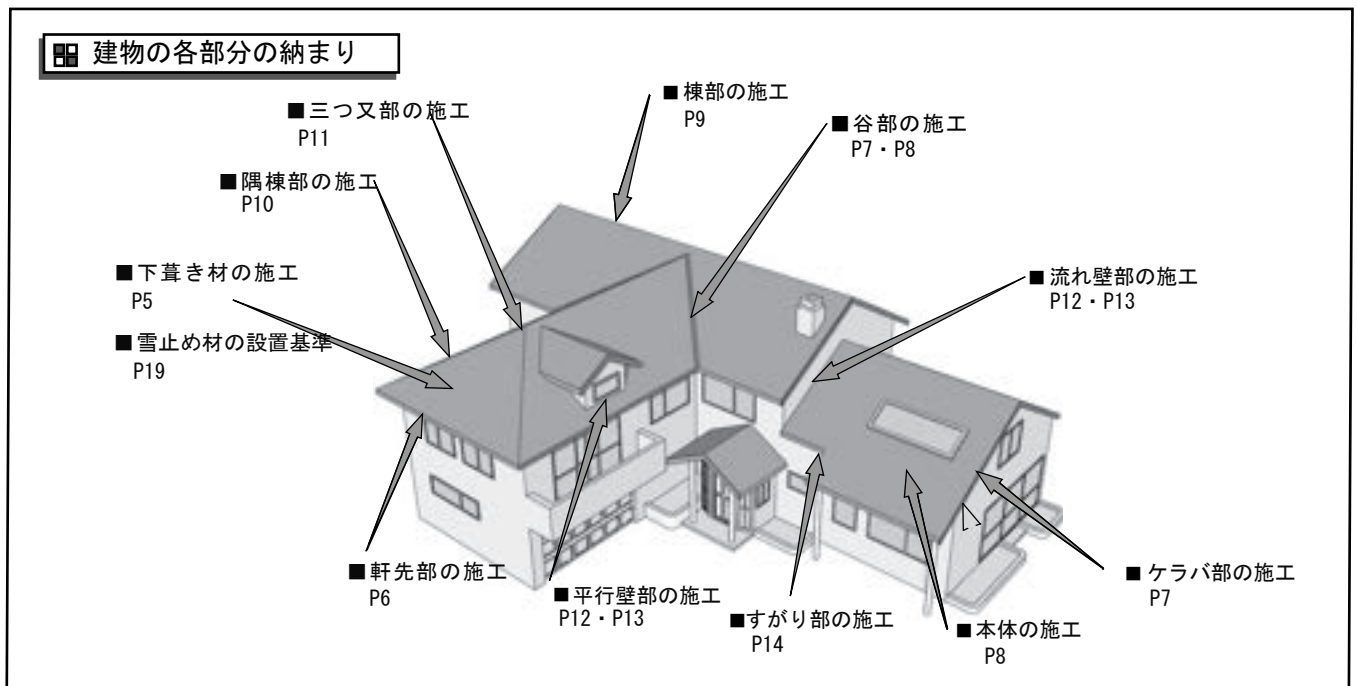 建物の各部分の納まり
■棟部の施工
P9
■三つ又部の施工
P11
■谷部の施工
P7・P8
■隅棟部の施工
P10
■下葺き材の施工
P5
■流れ壁部の施工
P12・P13
■雪止め材の設置基準
P19
■軒先部の施工
P6
■平行壁部の施工
P12・P13
■すがり部の施工
P14
■本体の施工
P8
■ケラバ部の施工
P7